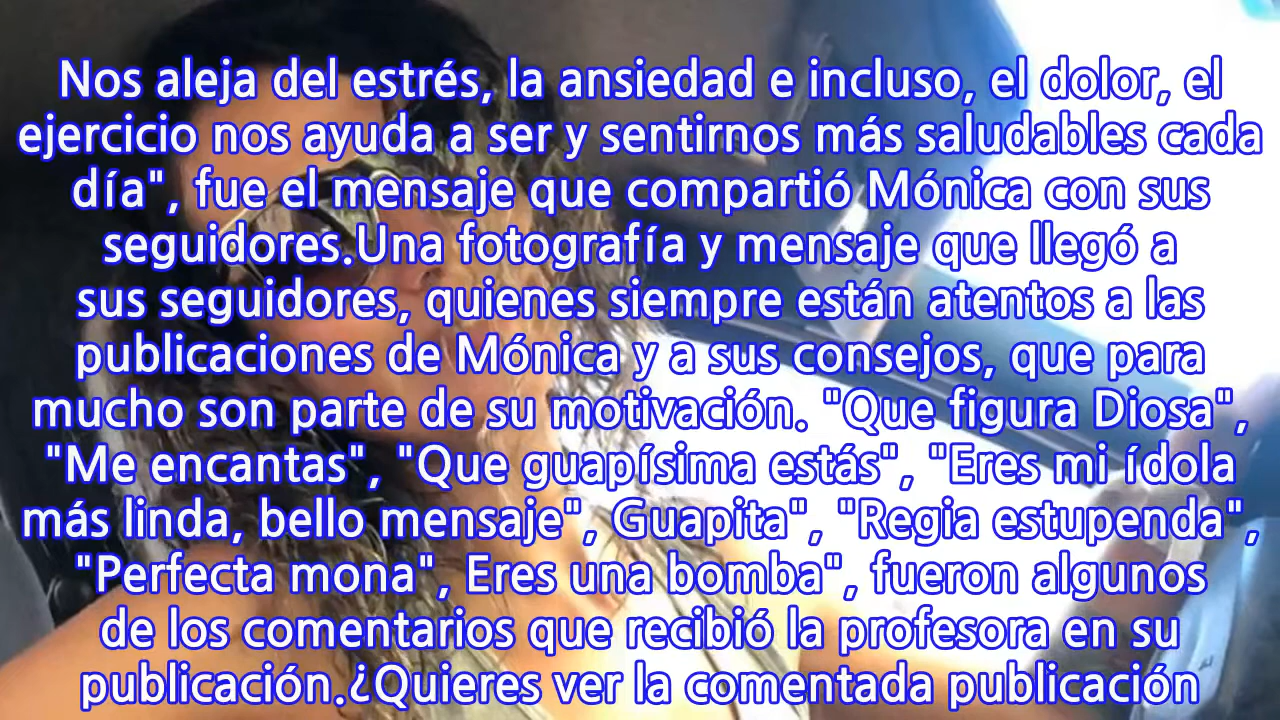 Nos aleja del estrés, la ansiedad e incluso, el dolor, el
ejercicio nos ayuda a ser y sentirnos más saludables cada
día", fue el mensaje que compartió Mónica con sus
seguidores.Una fotografía y mensaje que llegó a
sus seguidores, quienes siempre están atentos a las
publicaciones de Mónica y a sus consejos, que para
mucho son parte de su motivación. "Que figura Diosa",
"Me encantas", "Que guapísima estás", "Eres mi ídola
más linda, bello mensaje", Guapita", "Regia estupenda",
"Perfecta mona", Eres una bomba", fueron algunos
de los comentarios que recibió la profesora en su
publicación.¿Quieres ver la comentada publicación